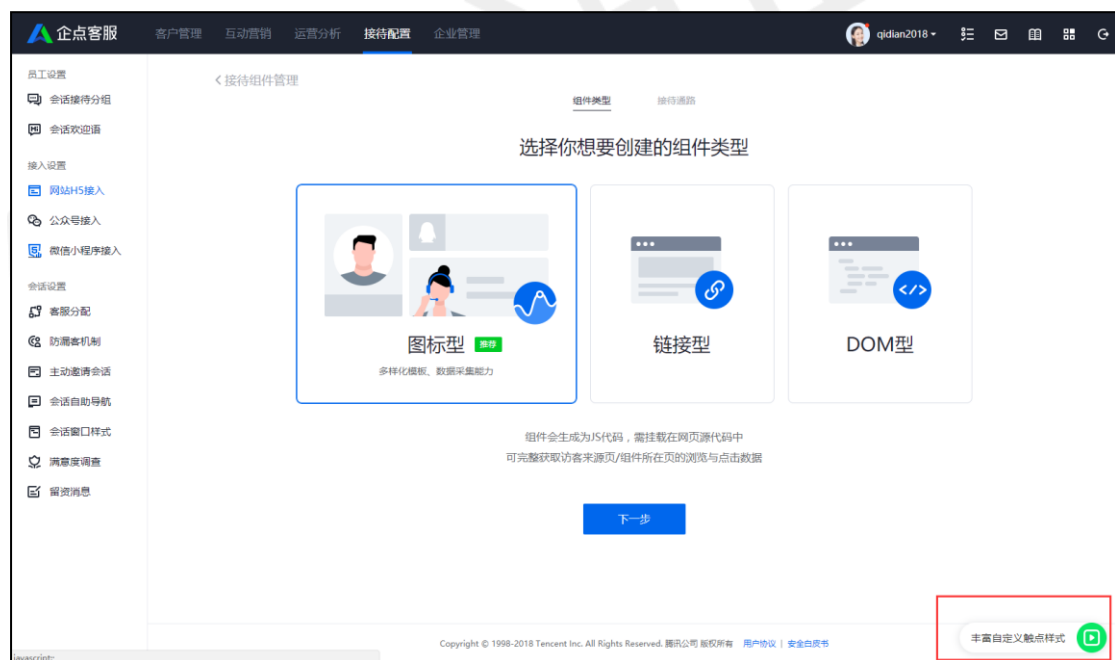 企点客服
客户管理 互动营销 运营分析 接待配置 企业管理
qidian2018
员工设置
会话接待分组
Hi 会话欢迎语
接入设置
网站H5接入
公众号接入
微信小程序接入
会话设置
客服分配
防漏客机制
主动邀请会话
会话自助导航
会话窗口样式
满意度调查
留资消息
<接待组件管理
组件类型 接待通路
选择你想要创建的组件类型
图标型 推荐
多样化模板、数据采集能力
链接型
</>
DOM型
组件会生成为JS代码，需挂载在网页源代码中
可完整获取访客来源页/组件所在页的浏览与点击数据
下一步
丰富自定义触点样式
Copyright © 1998-2018 Tencent Inc. All Rights Reserved. 腾讯公司 版权所有 用户协议 | 安全白皮书
javascript: